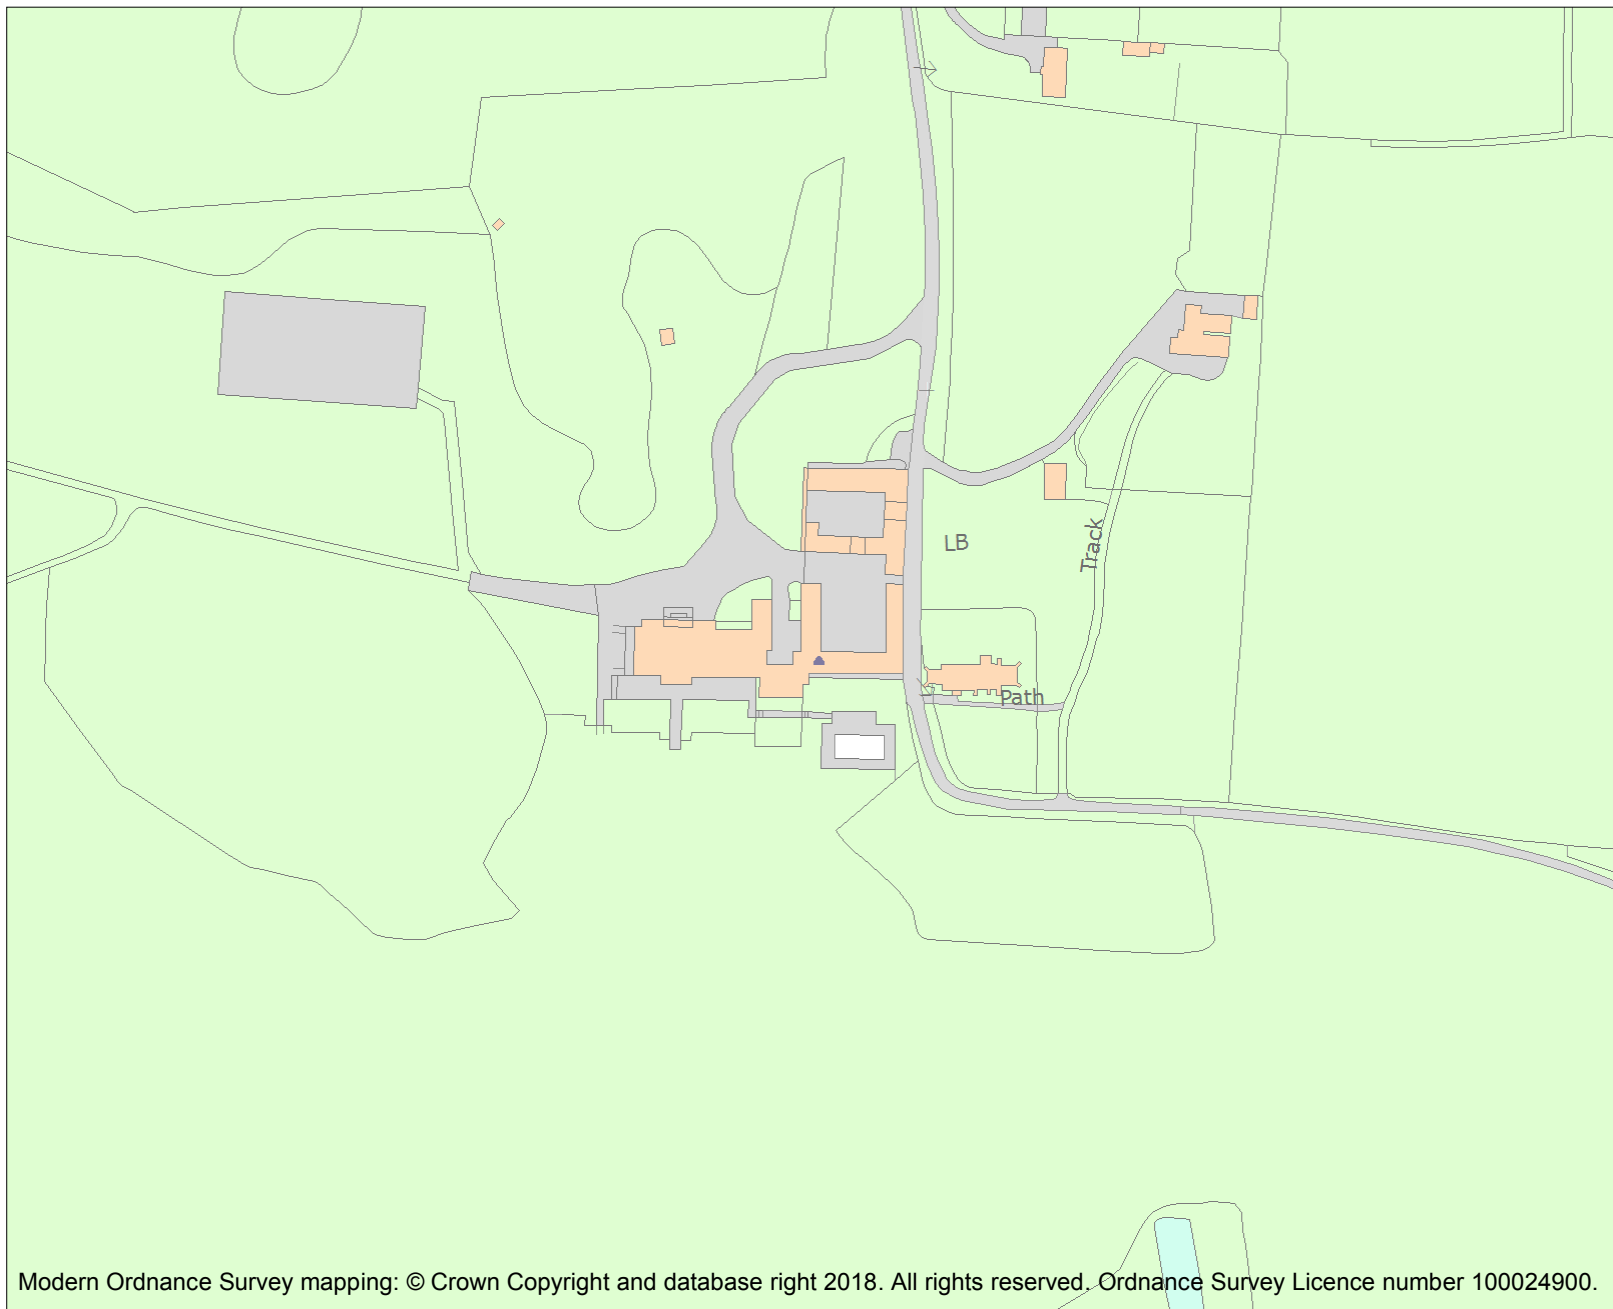 LB
Track
Path
Modern Ordnance Survey mapping: © Crown Copyright and database right 2018. All rights reserved. Ordnance Survey Licence number 100024900.